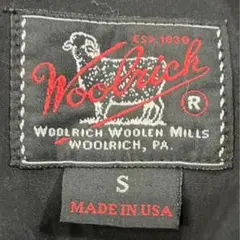 EST. 1830
Woolrich
®
WOOLRICH WOOLEN MILLS
WOOLRICH, PA.
S
MADE IN USA